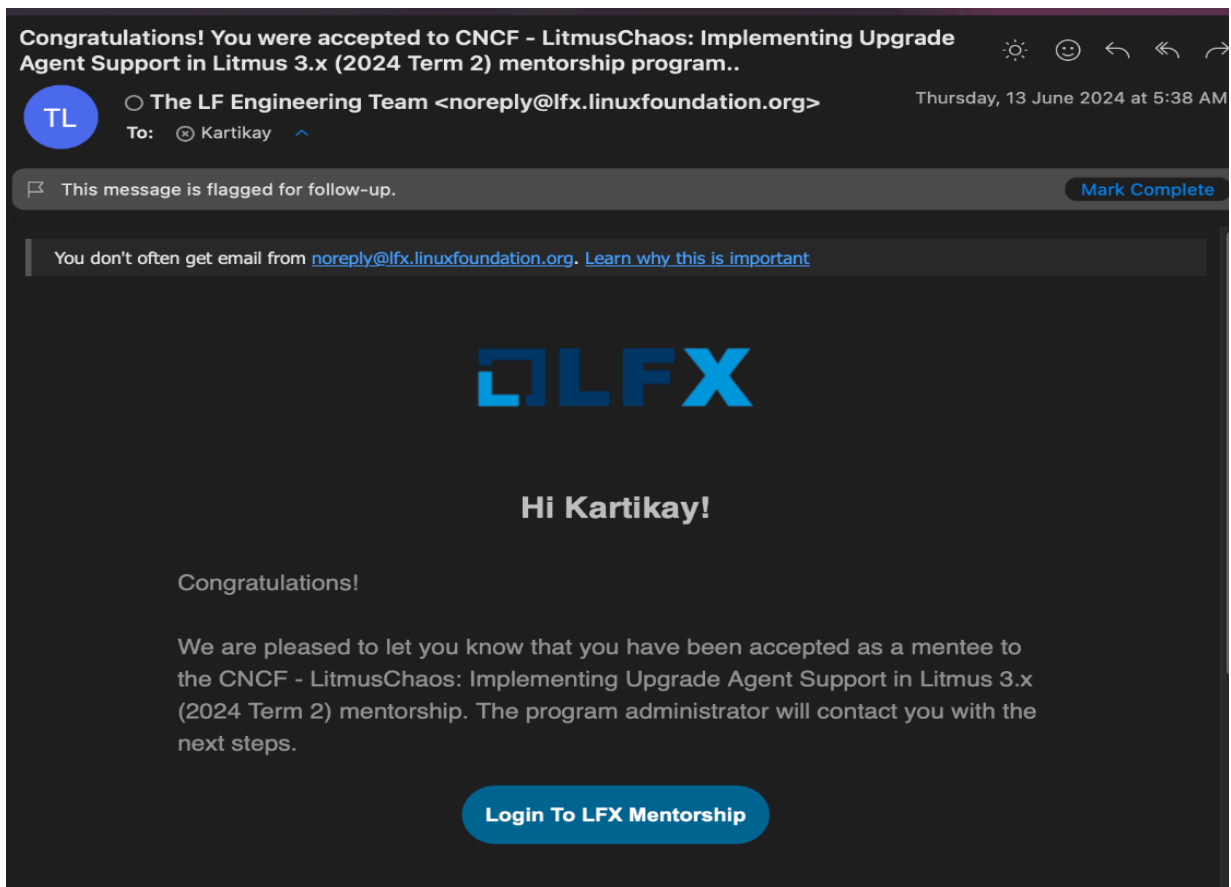 Congratulations! You were accepted to CNCF - LitmusChaos: Implementing Upgrade
Agent Support in Litmus 3.x (2024 Term 2) mentorship program..
TL
The LF Engineering Team <noreply@lfx.linuxfoundation.org>
Thursday, 13 June 2024 at 5:38 AM
To: Kartikay
This message is flagged for follow-up.
Mark Complete
You don't often get email from noreply@lfx.linuxfoundation.org. Learn why this is important
LFX
Hi Kartikay!
Congratulations!
We are pleased to let you know that you have been accepted as a mentee to
the CNCF - LitmusChaos: Implementing Upgrade Agent Support in Litmus 3.x
(2024 Term 2) mentorship. The program administrator will contact you with the
next steps.
Login To LFX Mentorship